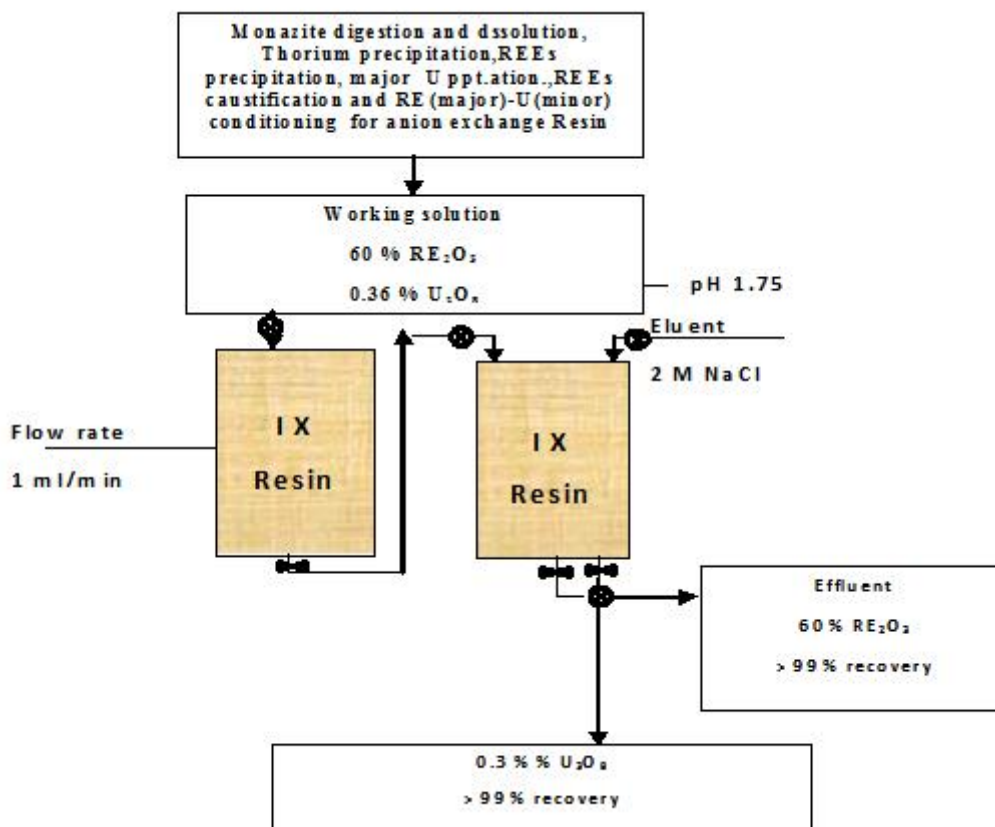 Monazite digestion and dssolution,
Thorium precipitation,REEs
precipitation, major U ppt.ation.,REEs
caustification and RE(major)-U(minor)
conditioning for anion exchange Resin
Working solution
60 % RE₂O₃
0.36 % U₃O₈
pH 1.75
Eluent
2 M NaCl
Flow rate
1 ml/min
IX
Resin
IX
Resin
Effluent
60% RE₂O₃
> 99% recovery
0.3 % % U₃O₈
> 99% recovery